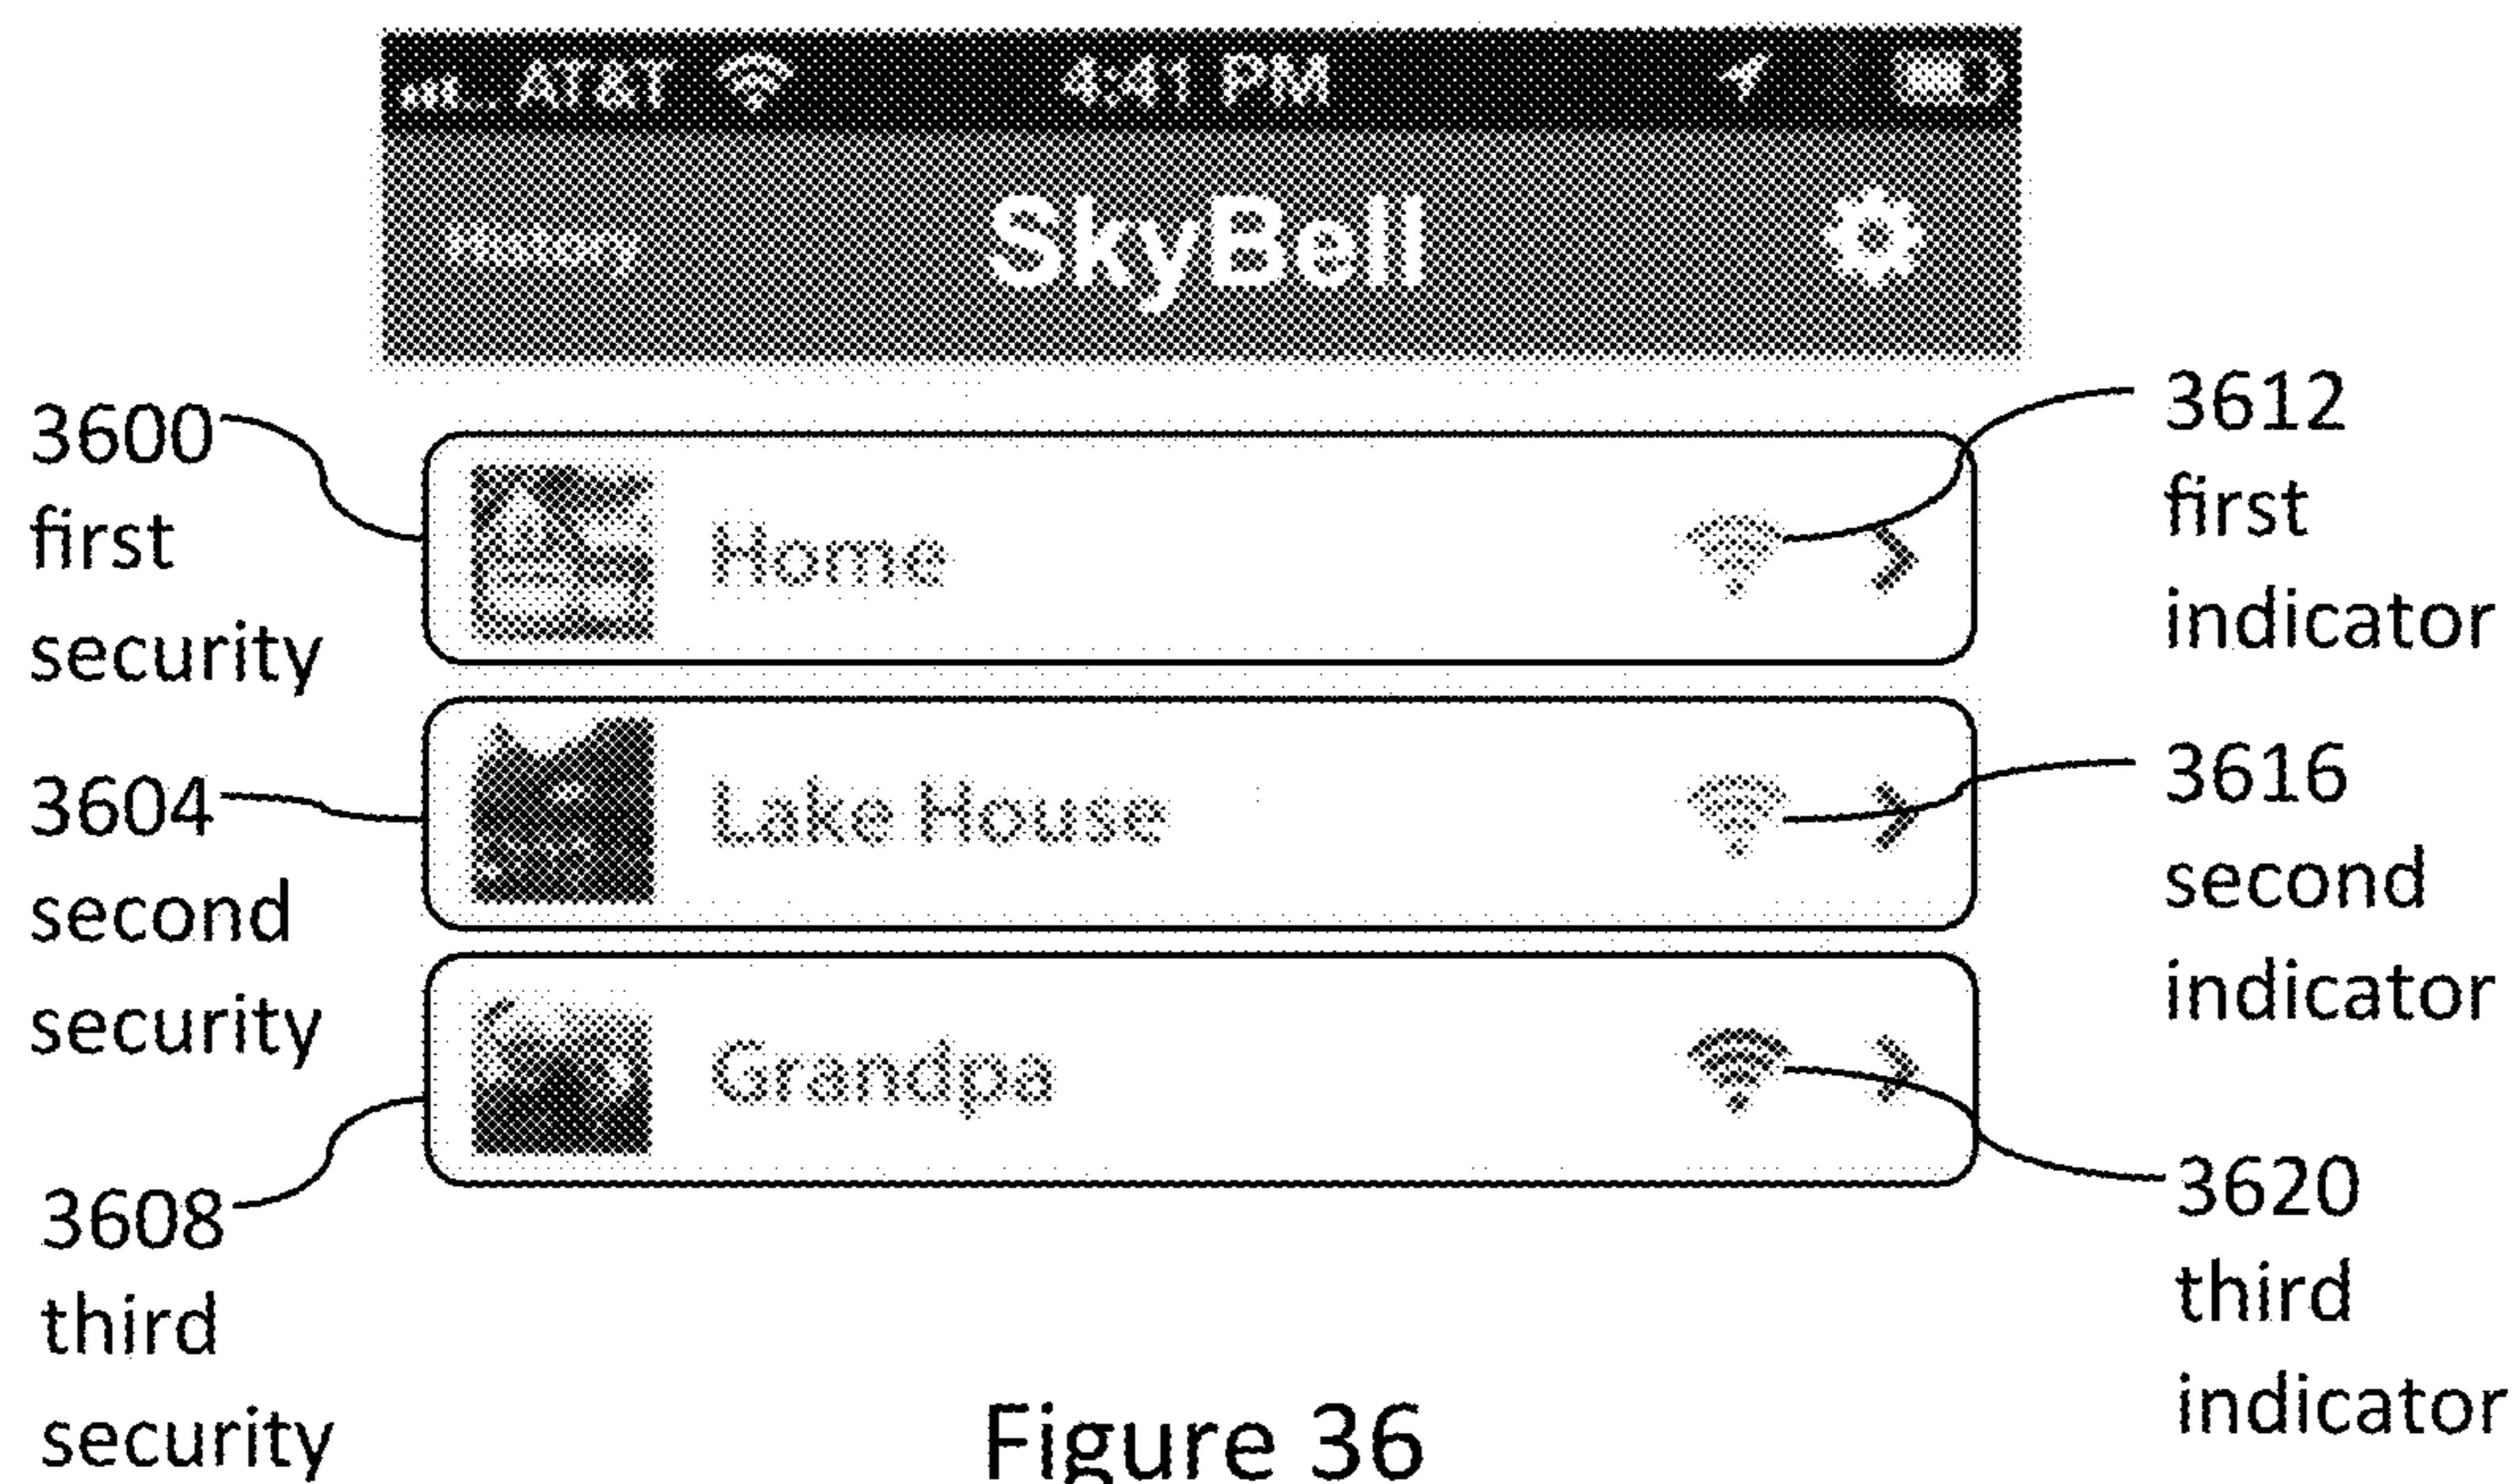 AT&T 4:41 PM
SkyBell
3600
first
security
3612
first
indicator
Home
3604
second
security
3616
second
indicator
Lake House
3608
third
security
3620
third
indicator
Grandpa
Figure 36